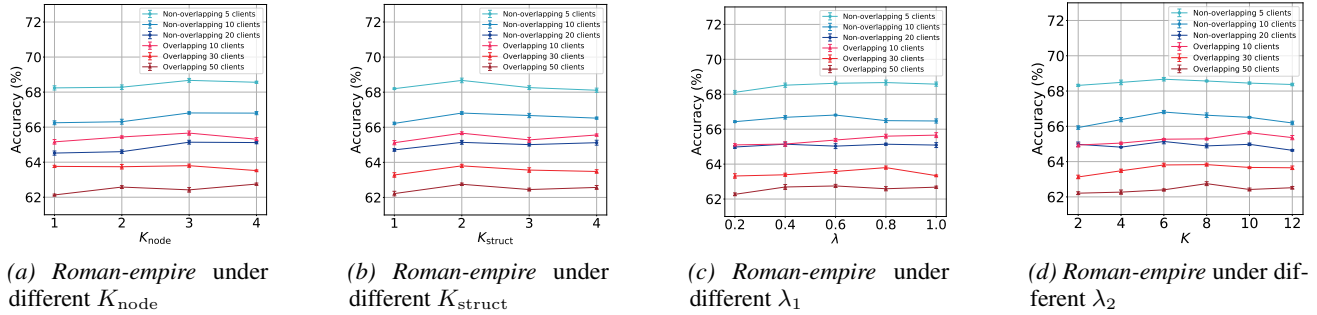 72
70
68
66
64
62
Accuracy (%)
Non-overlapping 5 clients
Non-overlapping 10 clients
Non-overlapping 20 clients
Overlapping 10 clients
Overlapping 30 clients
Overlapping 50 clients
1 2 3 4
K_node
(a) Roman-empire under
different K_node
72
70
68
66
64
62
Accuracy (%)
Non-overlapping 5 clients
Non-overlapping 10 clients
Non-overlapping 20 clients
Overlapping 10 clients
Overlapping 30 clients
Overlapping 50 clients
1 2 3 4
K_struct
(b) Roman-empire under
different K_struct
72
70
68
66
64
62
Accuracy (%)
Non-overlapping 5 clients
Non-overlapping 10 clients
Non-overlapping 20 clients
Overlapping 10 clients
Overlapping 30 clients
Overlapping 50 clients
0.2 0.4 0.6 0.8 1.0
λ
(c) Roman-empire under
different λ₁
72
70
68
66
64
62
Accuracy (%)
Non-overlapping 5 clients
Non-overlapping 10 clients
Non-overlapping 20 clients
Overlapping 10 clients
Overlapping 30 clients
Overlapping 50 clients
2 4 6 8 10 12
K
(d) Roman-empire under dif-
ferent λ₂